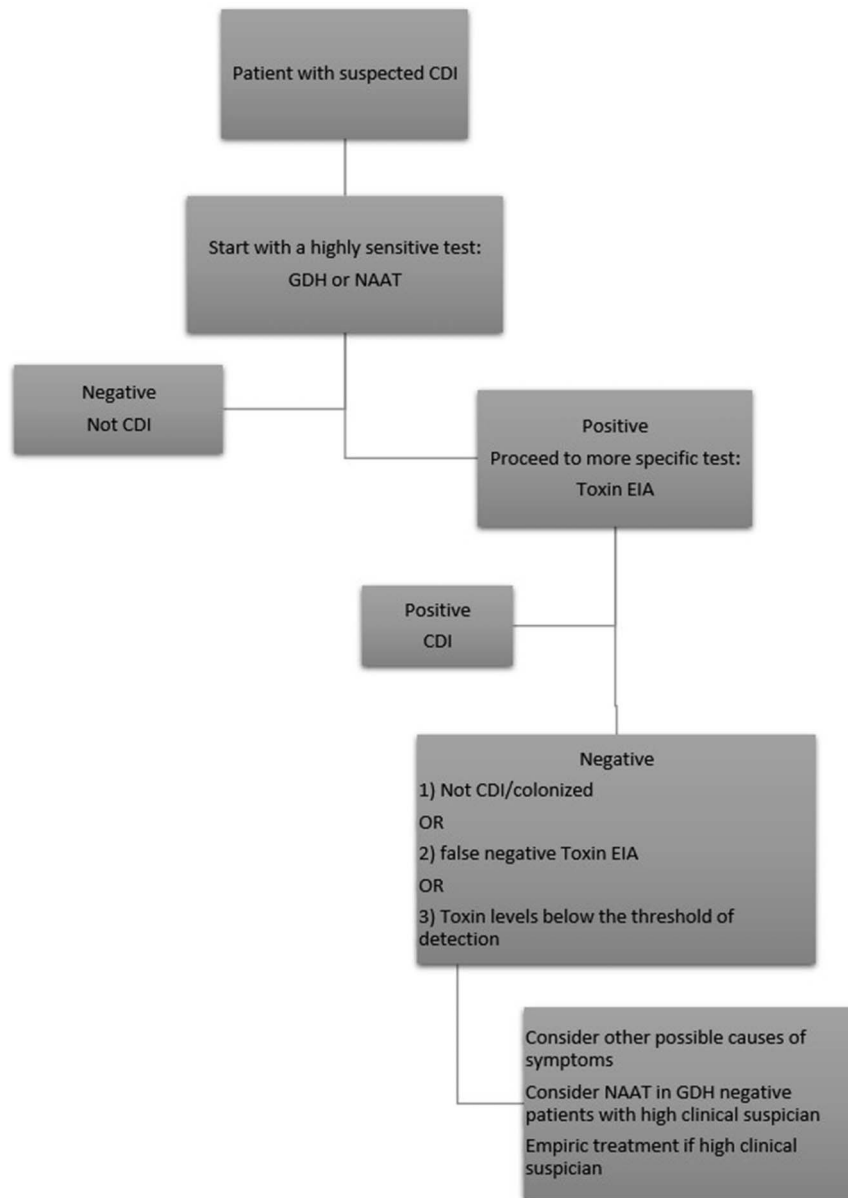 Patient with suspected CDI
Start with a highly sensitive test:
GDH or NAAT
Negative
Not CDI
Positive
Proceed to more specific test:
Toxin EIA
Positive
CDI
Negative
1) Not CDI/colonized
OR
2) false negative Toxin EIA
OR
3) Toxin levels below the threshold of
detection
Consider other possible causes of
symptoms
Consider NAAT in GDH negative
patients with high clinical suspician
Empiric treatment if high clinical
suspician